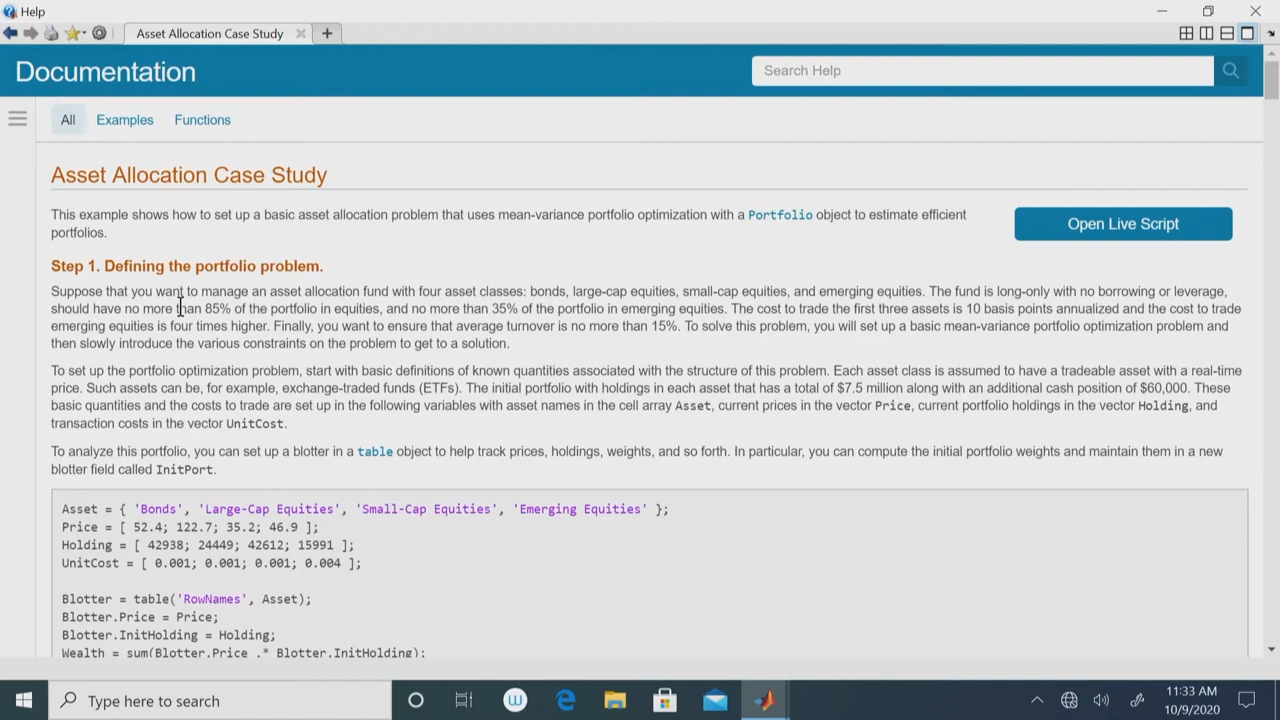 Help
Asset Allocation Case Study
Documentation
Search Help
All Examples Functions
Asset Allocation Case Study
This example shows how to set up a basic asset allocation problem that uses mean-variance portfolio optimization with a Portfolio object to estimate efficient
portfolios.
Open Live Script
Step 1. Defining the portfolio problem.
Suppose that you want to manage an asset allocation fund with four asset classes: bonds, large-cap equities, small-cap equities, and emerging equities. The fund is long-only with no borrowing or leverage,
should have no more than 85% of the portfolio in equities, and no more than 35% of the portfolio in emerging equities. The cost to trade the first three assets is 10 basis points annualized and the cost to trade
emerging equities is four times higher. Finally, you want to ensure that average turnover is no more than 15%. To solve this problem, you will set up a basic mean-variance portfolio optimization problem and
then slowly introduce the various constraints on the problem to get to a solution.
To set up the portfolio optimization problem, start with basic definitions of known quantities associated with the structure of this problem. Each asset class is assumed to have a tradeable asset with a real-time
price. Such assets can be, for example, exchange-traded funds (ETFs). The initial portfolio with holdings in each asset that has a total of $7.5 million along with an additional cash position of $60,000. These
basic quantities and the costs to trade are set up in the following variables with asset names in the cell array Asset, current prices in the vector Price, current portfolio holdings in the vector Holding, and
transaction costs in the vector UnitCost.
To analyze this portfolio, you can set up a blotter in a table object to help track prices, holdings, weights, and so forth. In particular, you can compute the initial portfolio weights and maintain them in a new
blotter field called InitPort.
Asset = { 'Bonds', 'Large-Cap Equities', 'Small-Cap Equities', 'Emerging Equities' };
Price = [ 52.4; 122.7; 35.2; 46.9 ];
Holding = [ 42938; 24449; 42612; 15991 ];
UnitCost = [ 0.001; 0.001; 0.001; 0.004 ];
Blotter = table('RowNames', Asset);
Blotter.Price = Price;
Blotter.InitHolding = Holding;
Wealth = sum(Blotter.Price .* Blotter.InitHolding);
Type here to search
11:33 AM
10/9/2020